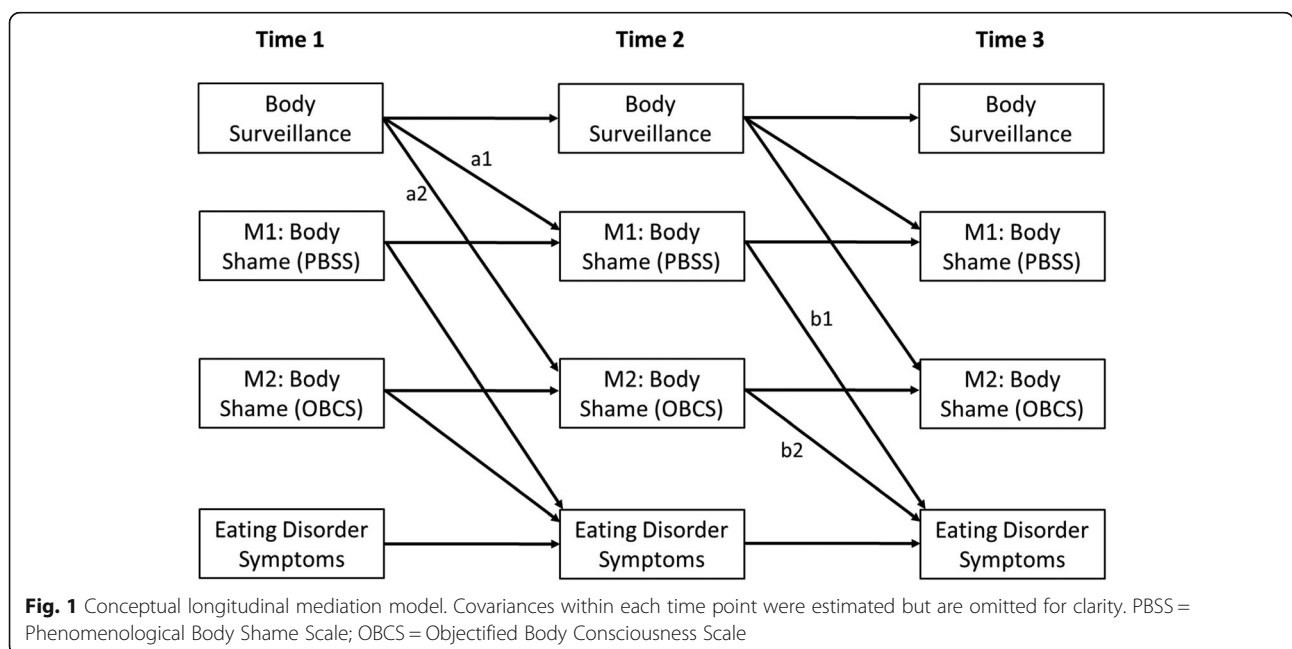 Time 1 Time 2 Time 3
Body Surveillance
Body Surveillance
Body Surveillance
a1
a2
M1: Body Shame (PBSS)
M1: Body Shame (PBSS)
M1: Body Shame (PBSS)
b1
M2: Body Shame (OBCS)
M2: Body Shame (OBCS)
M2: Body Shame (OBCS)
b2
Eating Disorder Symptoms
Eating Disorder Symptoms
Eating Disorder Symptoms
Fig. 1 Conceptual longitudinal mediation model. Covariances within each time point were estimated but are omitted for clarity. PBSS =
Phenomenological Body Shame Scale; OBCS = Objectified Body Consciousness Scale